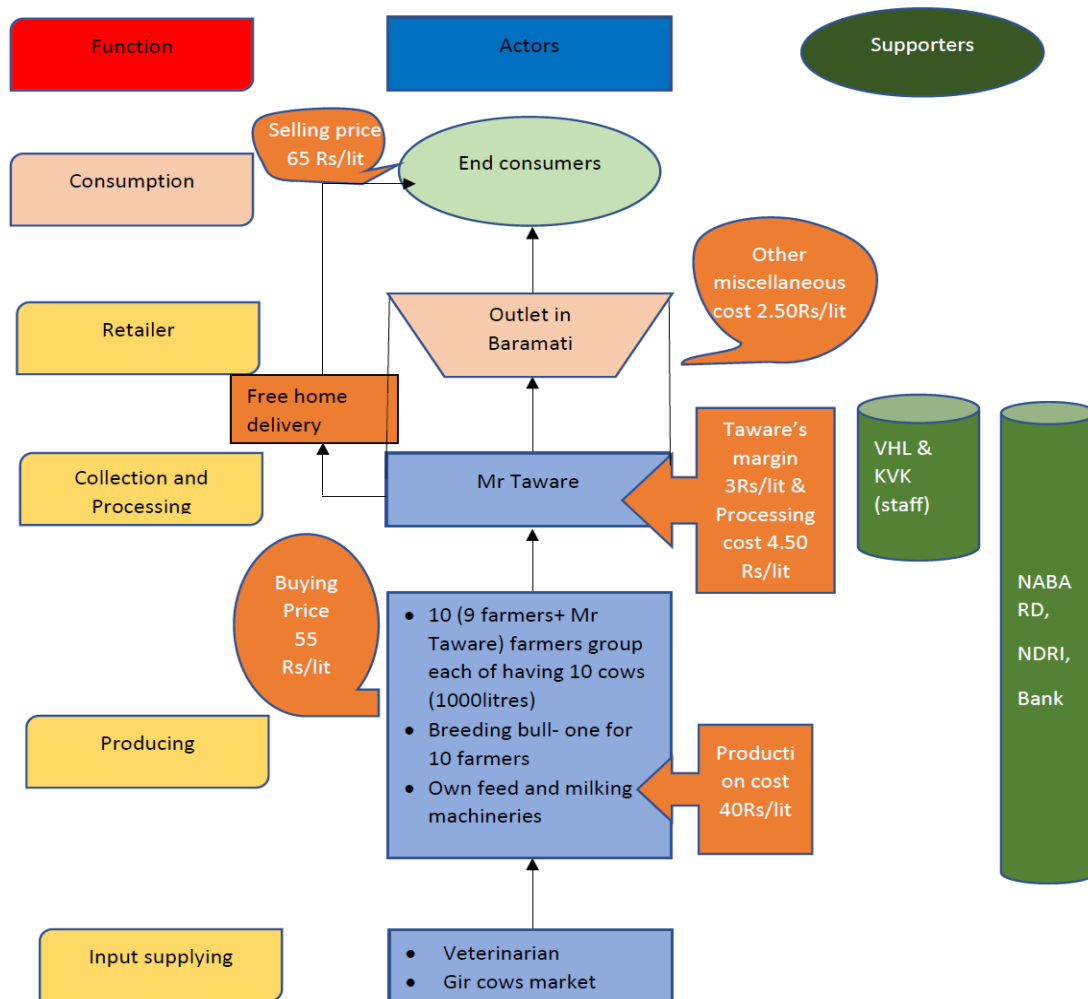 Function
Actors
Supporters
Selling price
65 Rs/lit
End consumers
Consumption
Other
miscellaneous
cost 2.50Rs/lit
Retailer
Outlet in
Baramati
Free home
delivery
Collection and
Processing
Mr Taware
Taware's
margin
3Rs/lit &
Processing
cost 4.50
Rs/lit
VHL &
KVK
(staff)
NABA
RD,
NDRI,
Bank
Buying
Price
55
Rs/lit
• 10 (9 farmers+ Mr
Taware) farmers group
each of having 10 cows
(1000litres)
• Breeding bull- one for
10 farmers
• Own feed and milking
machineries
Producing
Producti
on cost
40Rs/lit
Input supplying
• Veterinarian
• Gir cows market